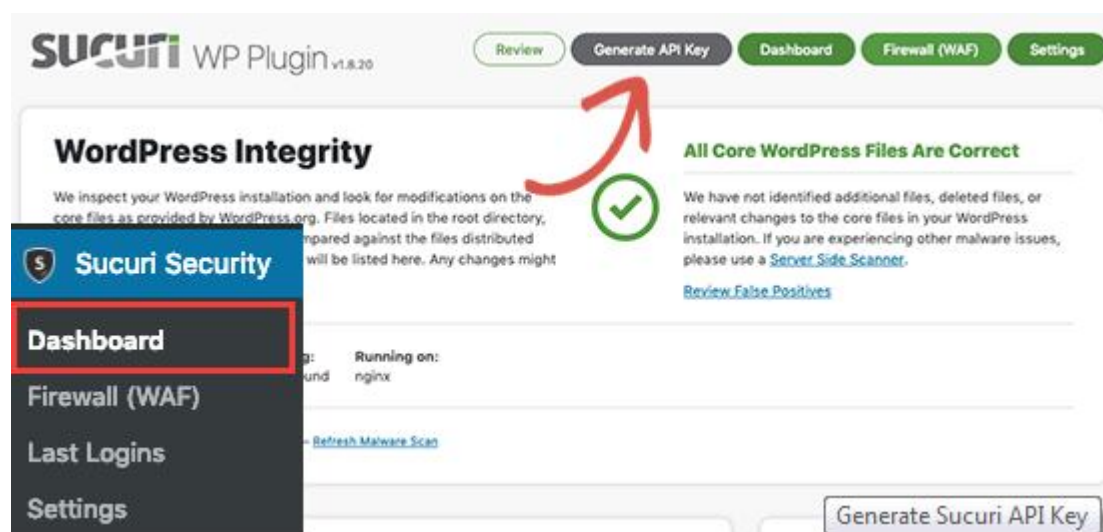 SUCURI WP Plugin v1.8.20
Review
Generate API Key
Dashboard
Firewall (WAF)
Settings
WordPress Integrity
We inspect your WordPress installation and look for modifications on the
core files as provided by WordPress.org. Files located in the root directory,
mpared against the files distributed
will be listed here. Any changes might
All Core WordPress Files Are Correct
We have not identified additional files, deleted files, or
relevant changes to the core files in your WordPress
installation. If you are experiencing other malware issues,
please use a Server Side Scanner.
Review False Positives
g: Running on:
und nginx
– Refresh Malware Scan
Sucuri Security
Dashboard
Firewall (WAF)
Last Logins
Settings
Generate Sucuri API Key